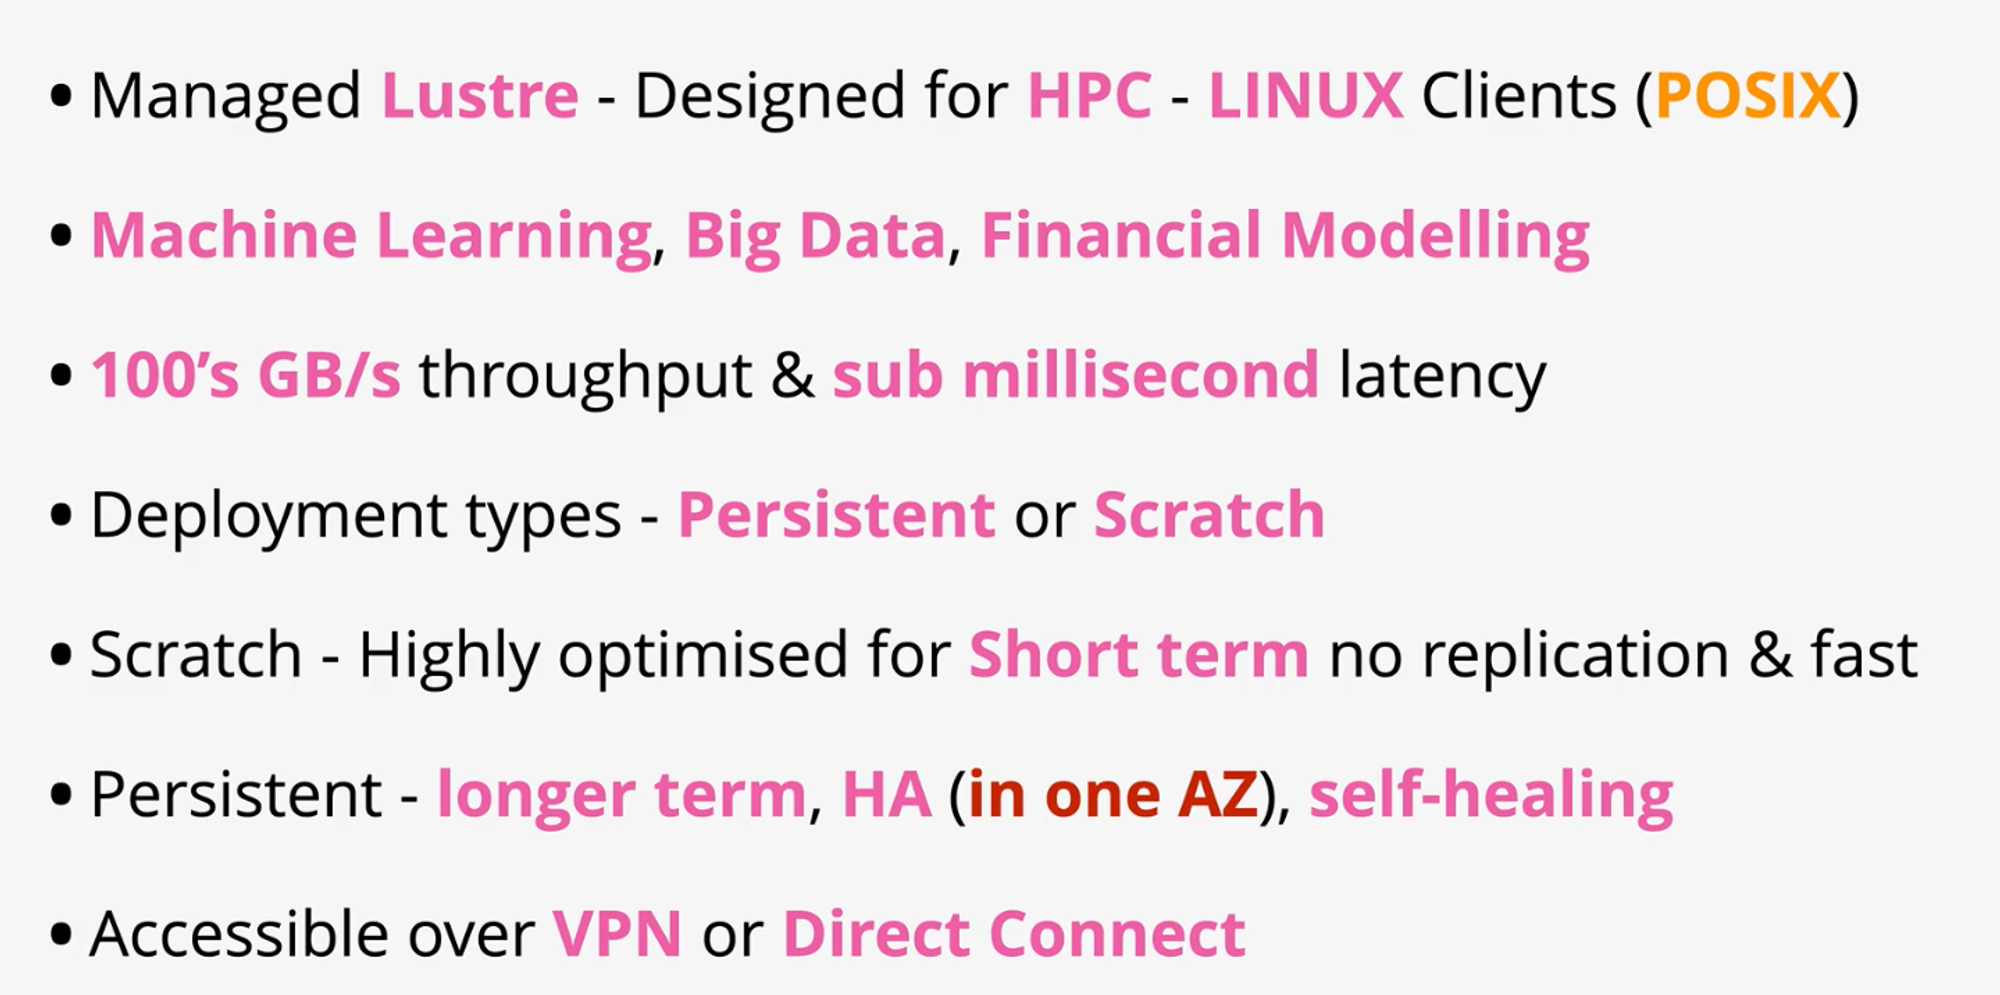 • Managed Lustre - Designed for HPC - LINUX Clients (POSIX)
• Machine Learning, Big Data, Financial Modelling
• 100’s GB/s throughput & sub millisecond latency
• Deployment types - Persistent or Scratch
• Scratch - Highly optimised for Short term no replication & fast
• Persistent - longer term, HA (in one AZ), self-healing
• Accessible over VPN or Direct Connect